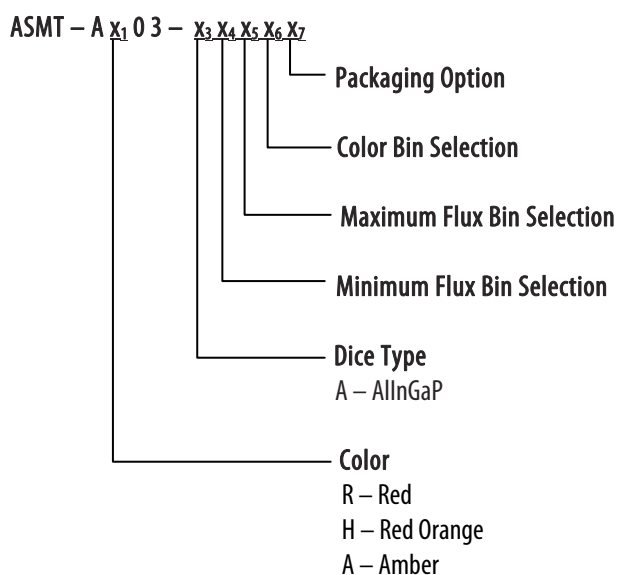 ASMT – A x1 0 3 – x3 x4 x5 x6 x7
Packaging Option
Color Bin Selection
Maximum Flux Bin Selection
Minimum Flux Bin Selection
Dice Type
A – AlInGaP
Color
R – Red
H – Red Orange
A – Amber